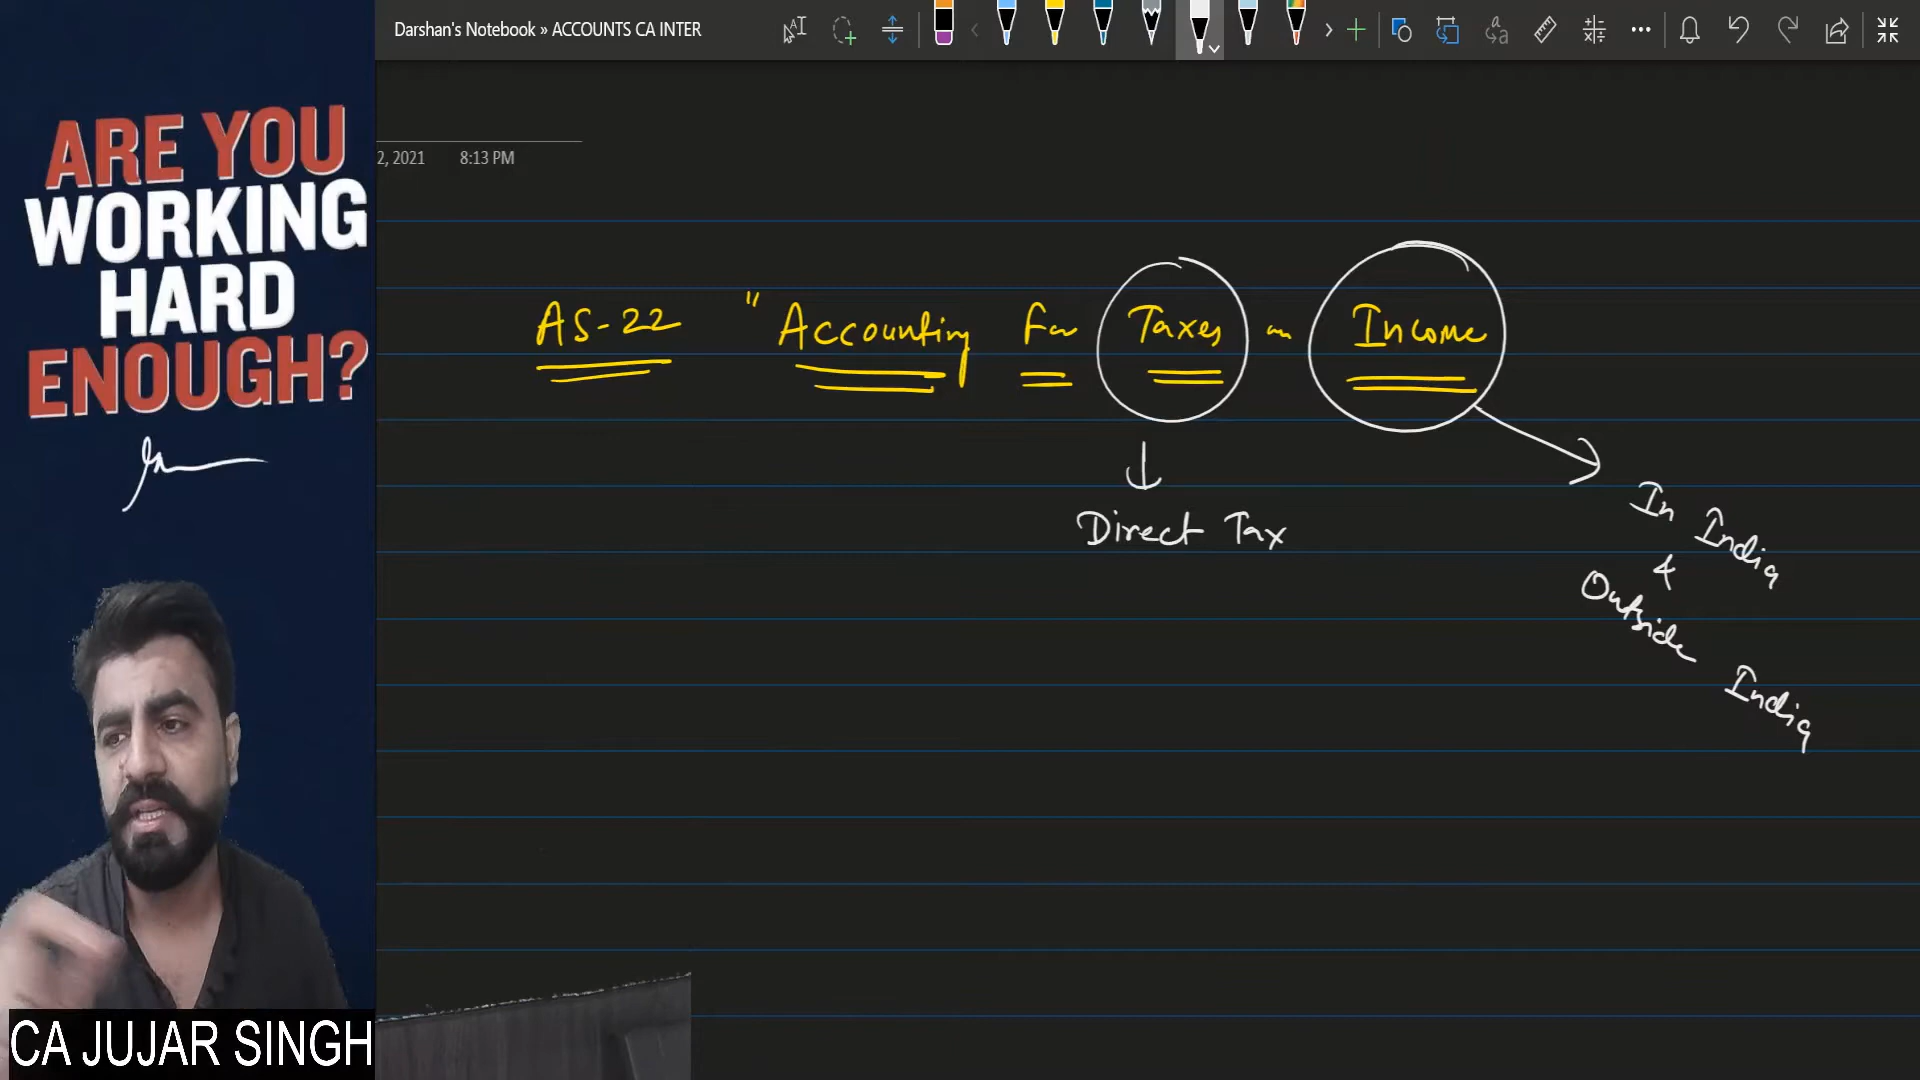 Darshan's Notebook » ACCOUNTS CA INTER
ARE YOU
WORKING
HARD
ENOUGH?
2, 2021 8:13 PM
AS-22 " Accounting For Taxes on Income
Direct Tax
In India
&
Outside India
CA JUJAR SINGH